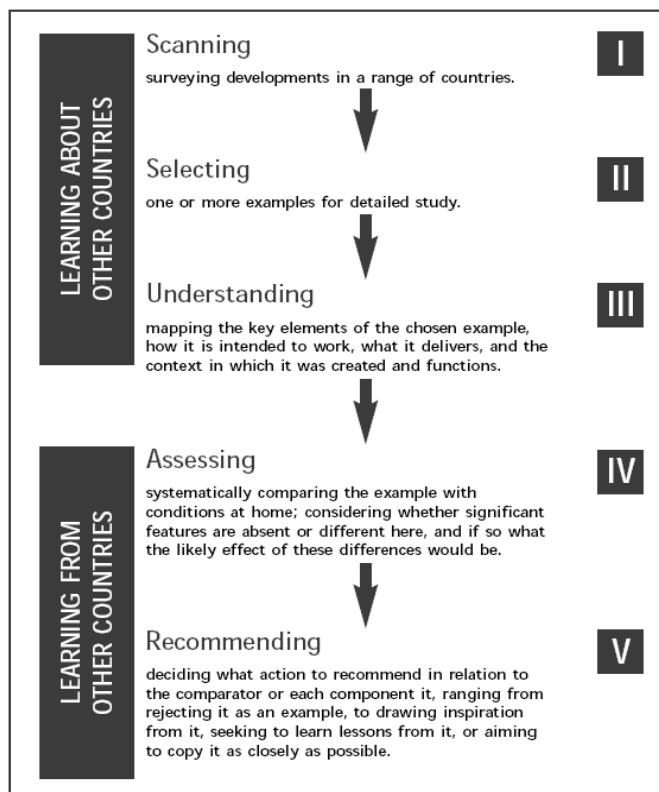 LEARNING ABOUT
OTHER COUNTRIES
Scanning
I
surveying developments in a range of countries.
Selecting
II
one or more examples for detailed study.
Understanding
III
mapping the key elements of the chosen example,
how it is intended to work, what it delivers, and the
context in which it was created and functions.
LEARNING FROM
OTHER COUNTRIES
Assessing
IV
systematically comparing the example with
conditions at home; considering whether significant
features are absent or different here, and if so what
the likely effect of these differences would be.
Recommending
V
deciding what action to recommend in relation to
the comparator or each component it, ranging from
rejecting it as an example, to drawing inspiration
from it, seeking to learn lessons from it, or aiming
to copy it as closely as possible.